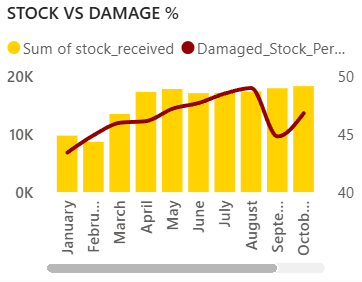 STOCK VS DAMAGE %
Sum of stock_received Damaged_Stock_Per...
20K 50
10K 45
0K 40
January Febru... March April May June July August Septe... Octob...